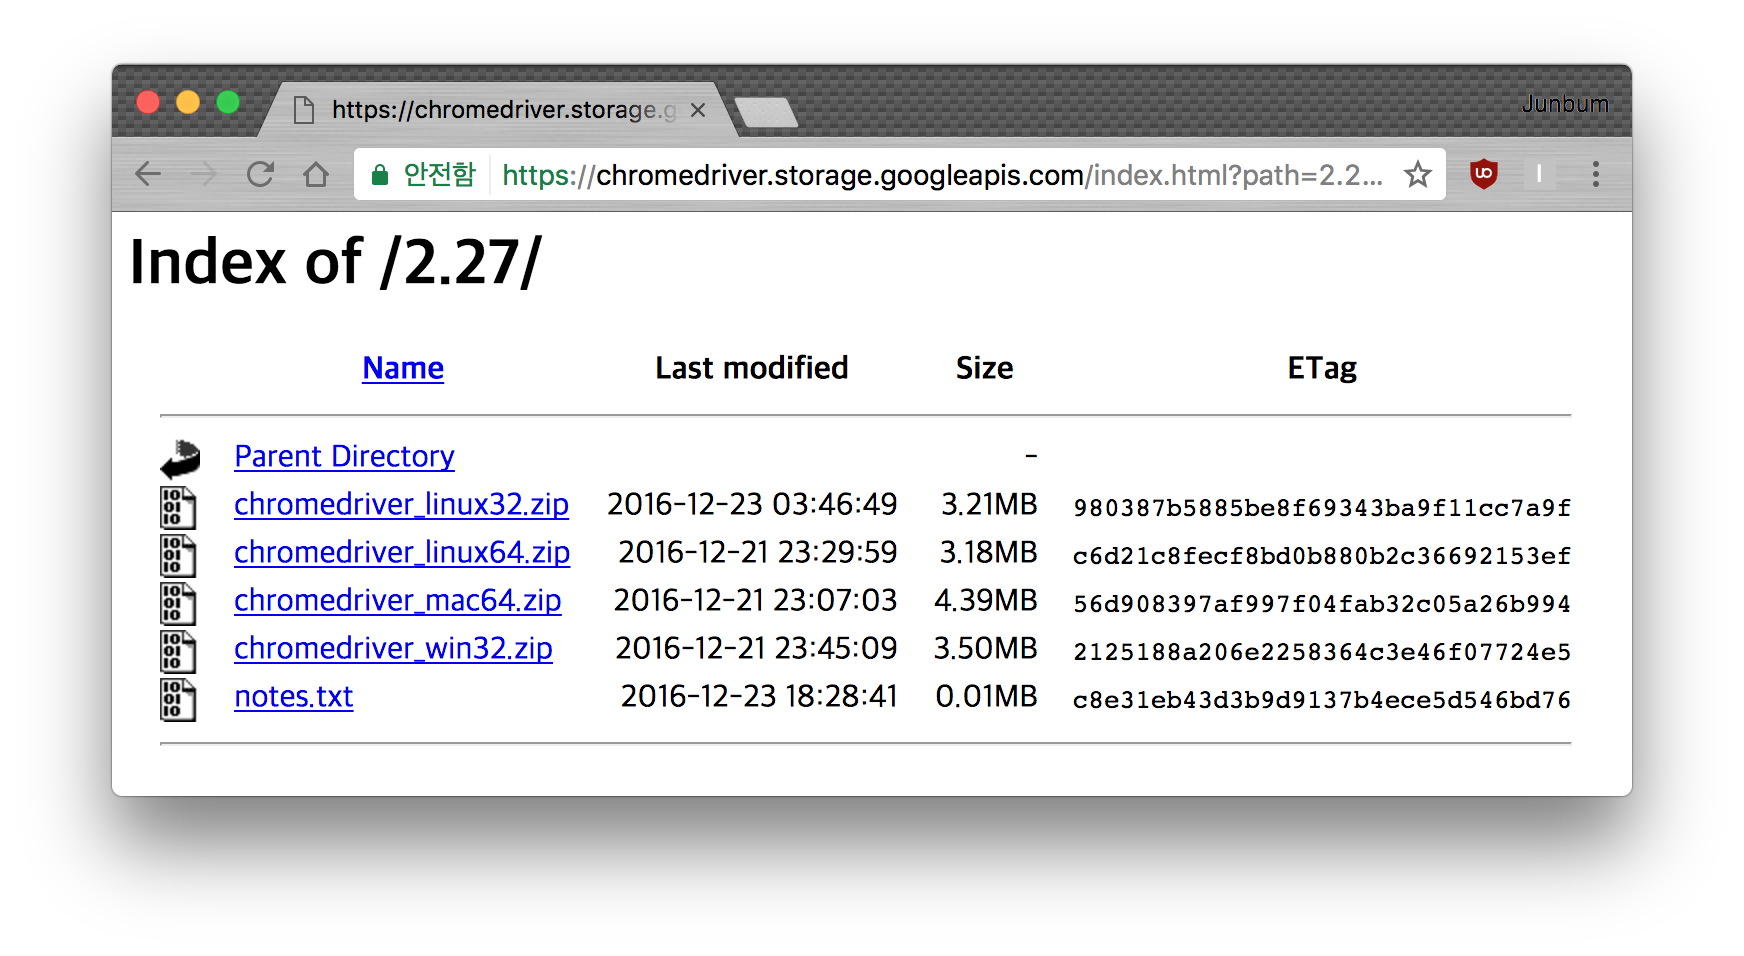 https://chromedriver.storage.g
Junbum
안전함 https://chromedriver.storage.googleapis.com/index.html?path=2.2...
Index of /2.27/
Name Last modified Size ETag
Parent Directory -
chromedriver_linux32.zip 2016-12-23 03:46:49 3.21MB 980387b5885be8f69343ba9f11cc7a9f
chromedriver_linux64.zip 2016-12-21 23:29:59 3.18MB c6d21c8fecf8bd0b880b2c36692153ef
chromedriver_mac64.zip 2016-12-21 23:07:03 4.39MB 56d908397af997f04fab32c05a26b994
chromedriver_win32.zip 2016-12-21 23:45:09 3.50MB 2125188a206e2258364c3e46f07724e5
notes.txt 2016-12-23 18:28:41 0.01MB c8e31eb43d3b9d9137b4ece5d546bd76